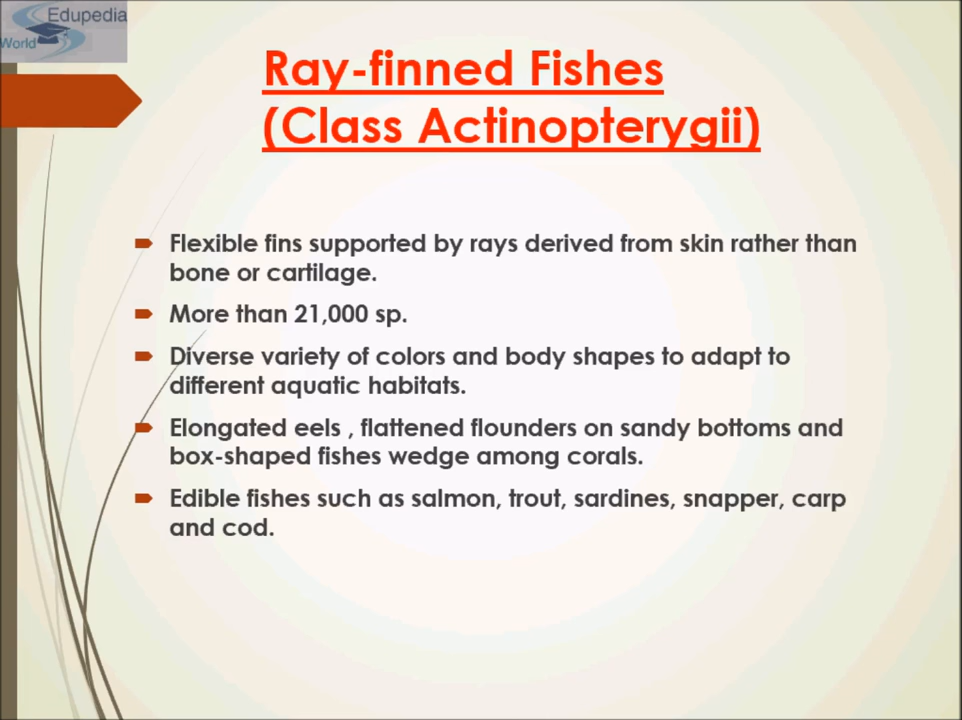 Edupedia
World
Ray-finned Fishes
(Class Actinopterygii)
Flexible fins supported by rays derived from skin rather than
bone or cartilage.
More than 21,000 sp.
Diverse variety of colors and body shapes to adapt to
different aquatic habitats.
Elongated eels , flattened flounders on sandy bottoms and
box-shaped fishes wedge among corals.
Edible fishes such as salmon, trout, sardines, snapper, carp
and cod.